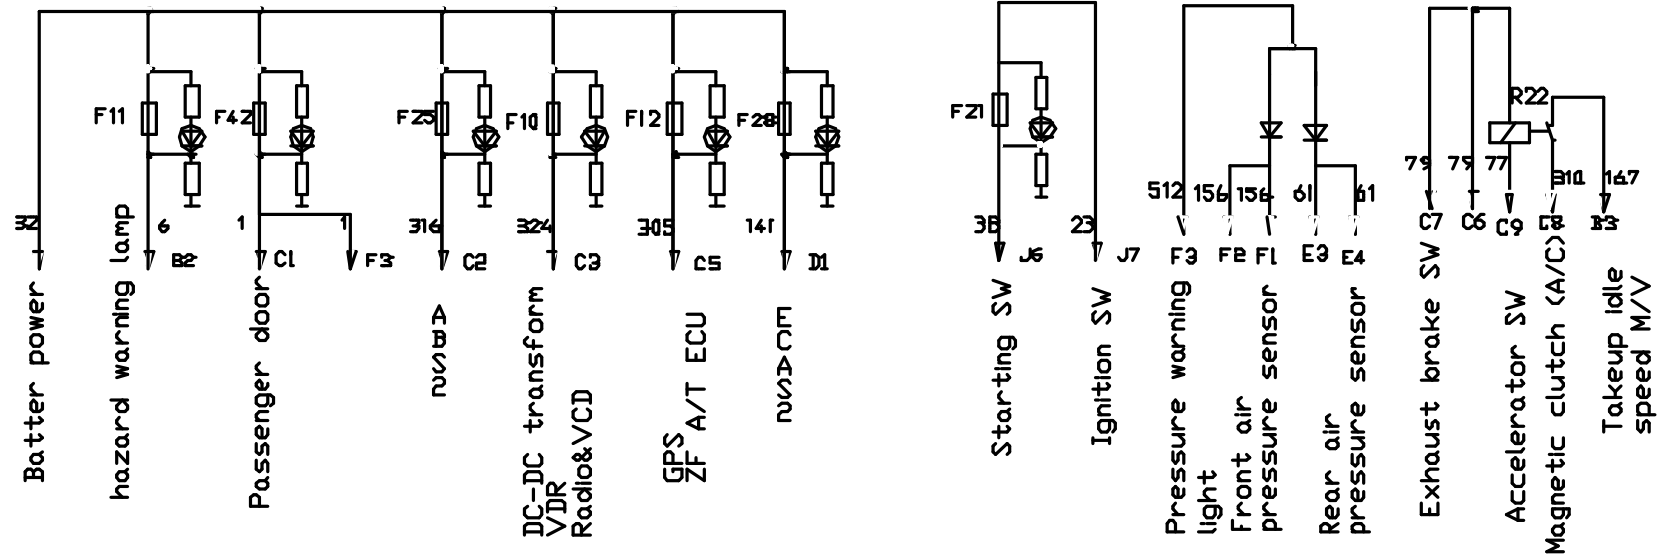 F11
F42
F25
F10
F12
F28
F21
R22
32
6
1
1
316
324
305
141
23
512
156
156
61
61
79
79
77
310
167
B2
C1
F3
C2
C3
C5
D1
J6
J7
F3
F2
F1
E3
E4
C7
C6
C9
B3
Batter power
hazard warning lamp
Passenger door
ABS2
DC-DC transform
VDR
Radio&VCD
GPS
ZF A/T ECU
ECAS2
Starting SW
Ignition SW
Pressure warning
light
Front air
pressure sensor
Rear air
pressure sensor
Exhaust brake SW
Accelerator SW
Magnetic clutch (A/C)
Takeup idle
speed M/V